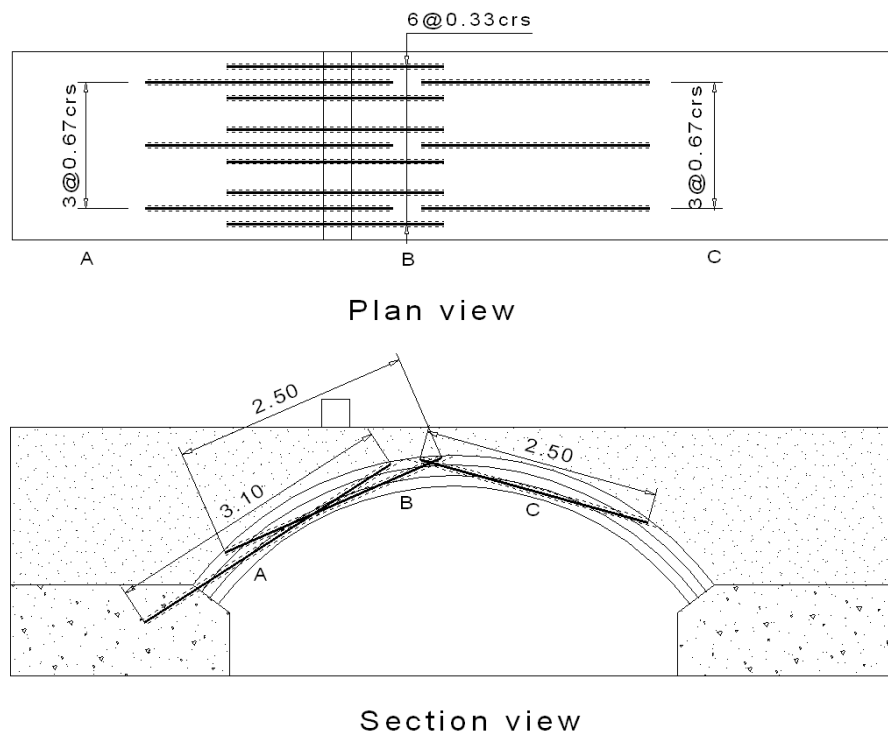 6@0.33crs
3@0.67crs
3@0.67crs
A
B
C
Plan view
2.50
2.50
3.10
B
C
A
Section view